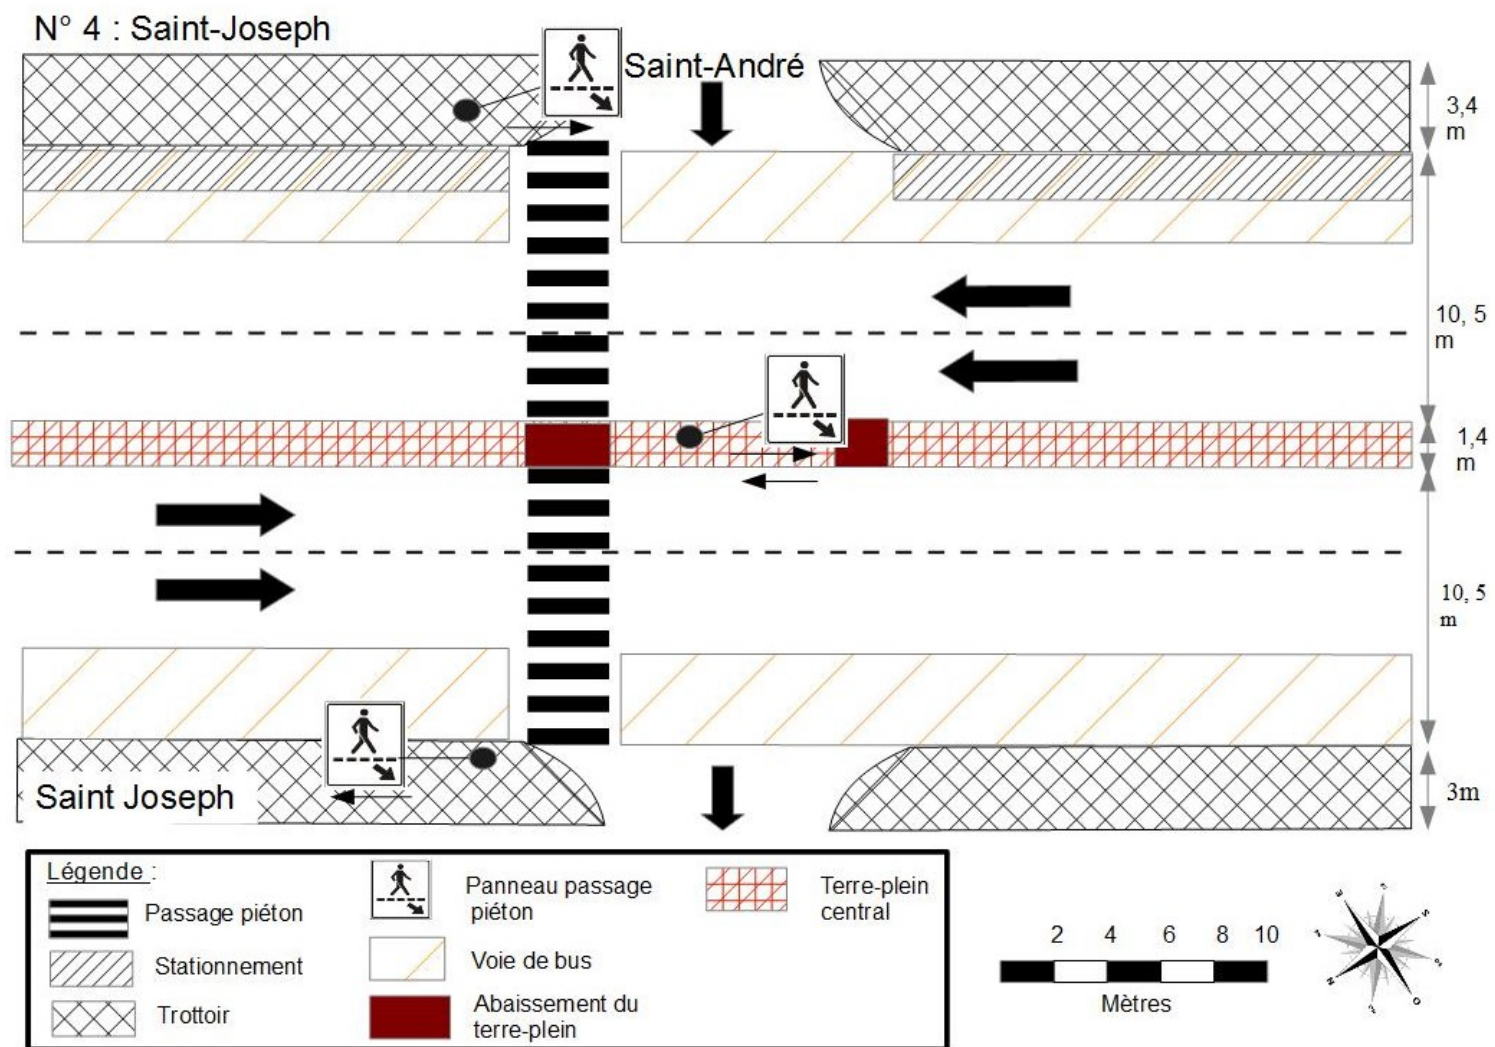 N° 4 : Saint-Joseph
Saint-André
3,4
m
10, 5
m
1,4
m
10, 5
m
Saint Joseph
3m
Légende :
Passage piéton
Stationnement
Trottoir
Panneau passage
piéton
Voie de bus
Abaissement du
terre-plein
Terre-plein
central
2 4 6 8 10
Mètres